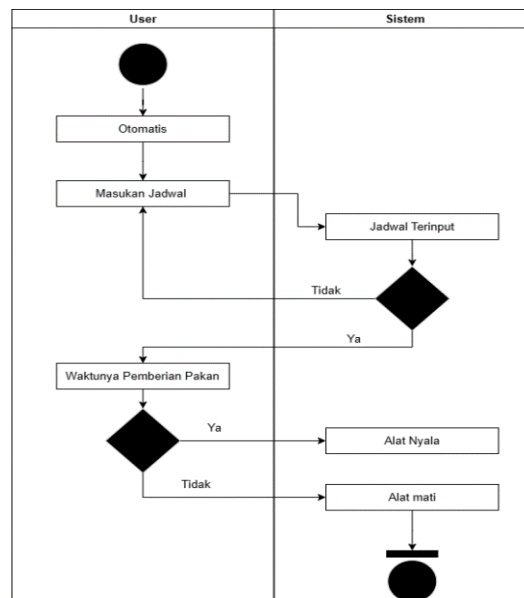 User
Sistem
Otomatis
Masukan Jadwal
Jadwal Terinput
Tidak
Ya
Waktunya Pemberian Pakan
Ya
Alat Nyala
Tidak
Alat mati